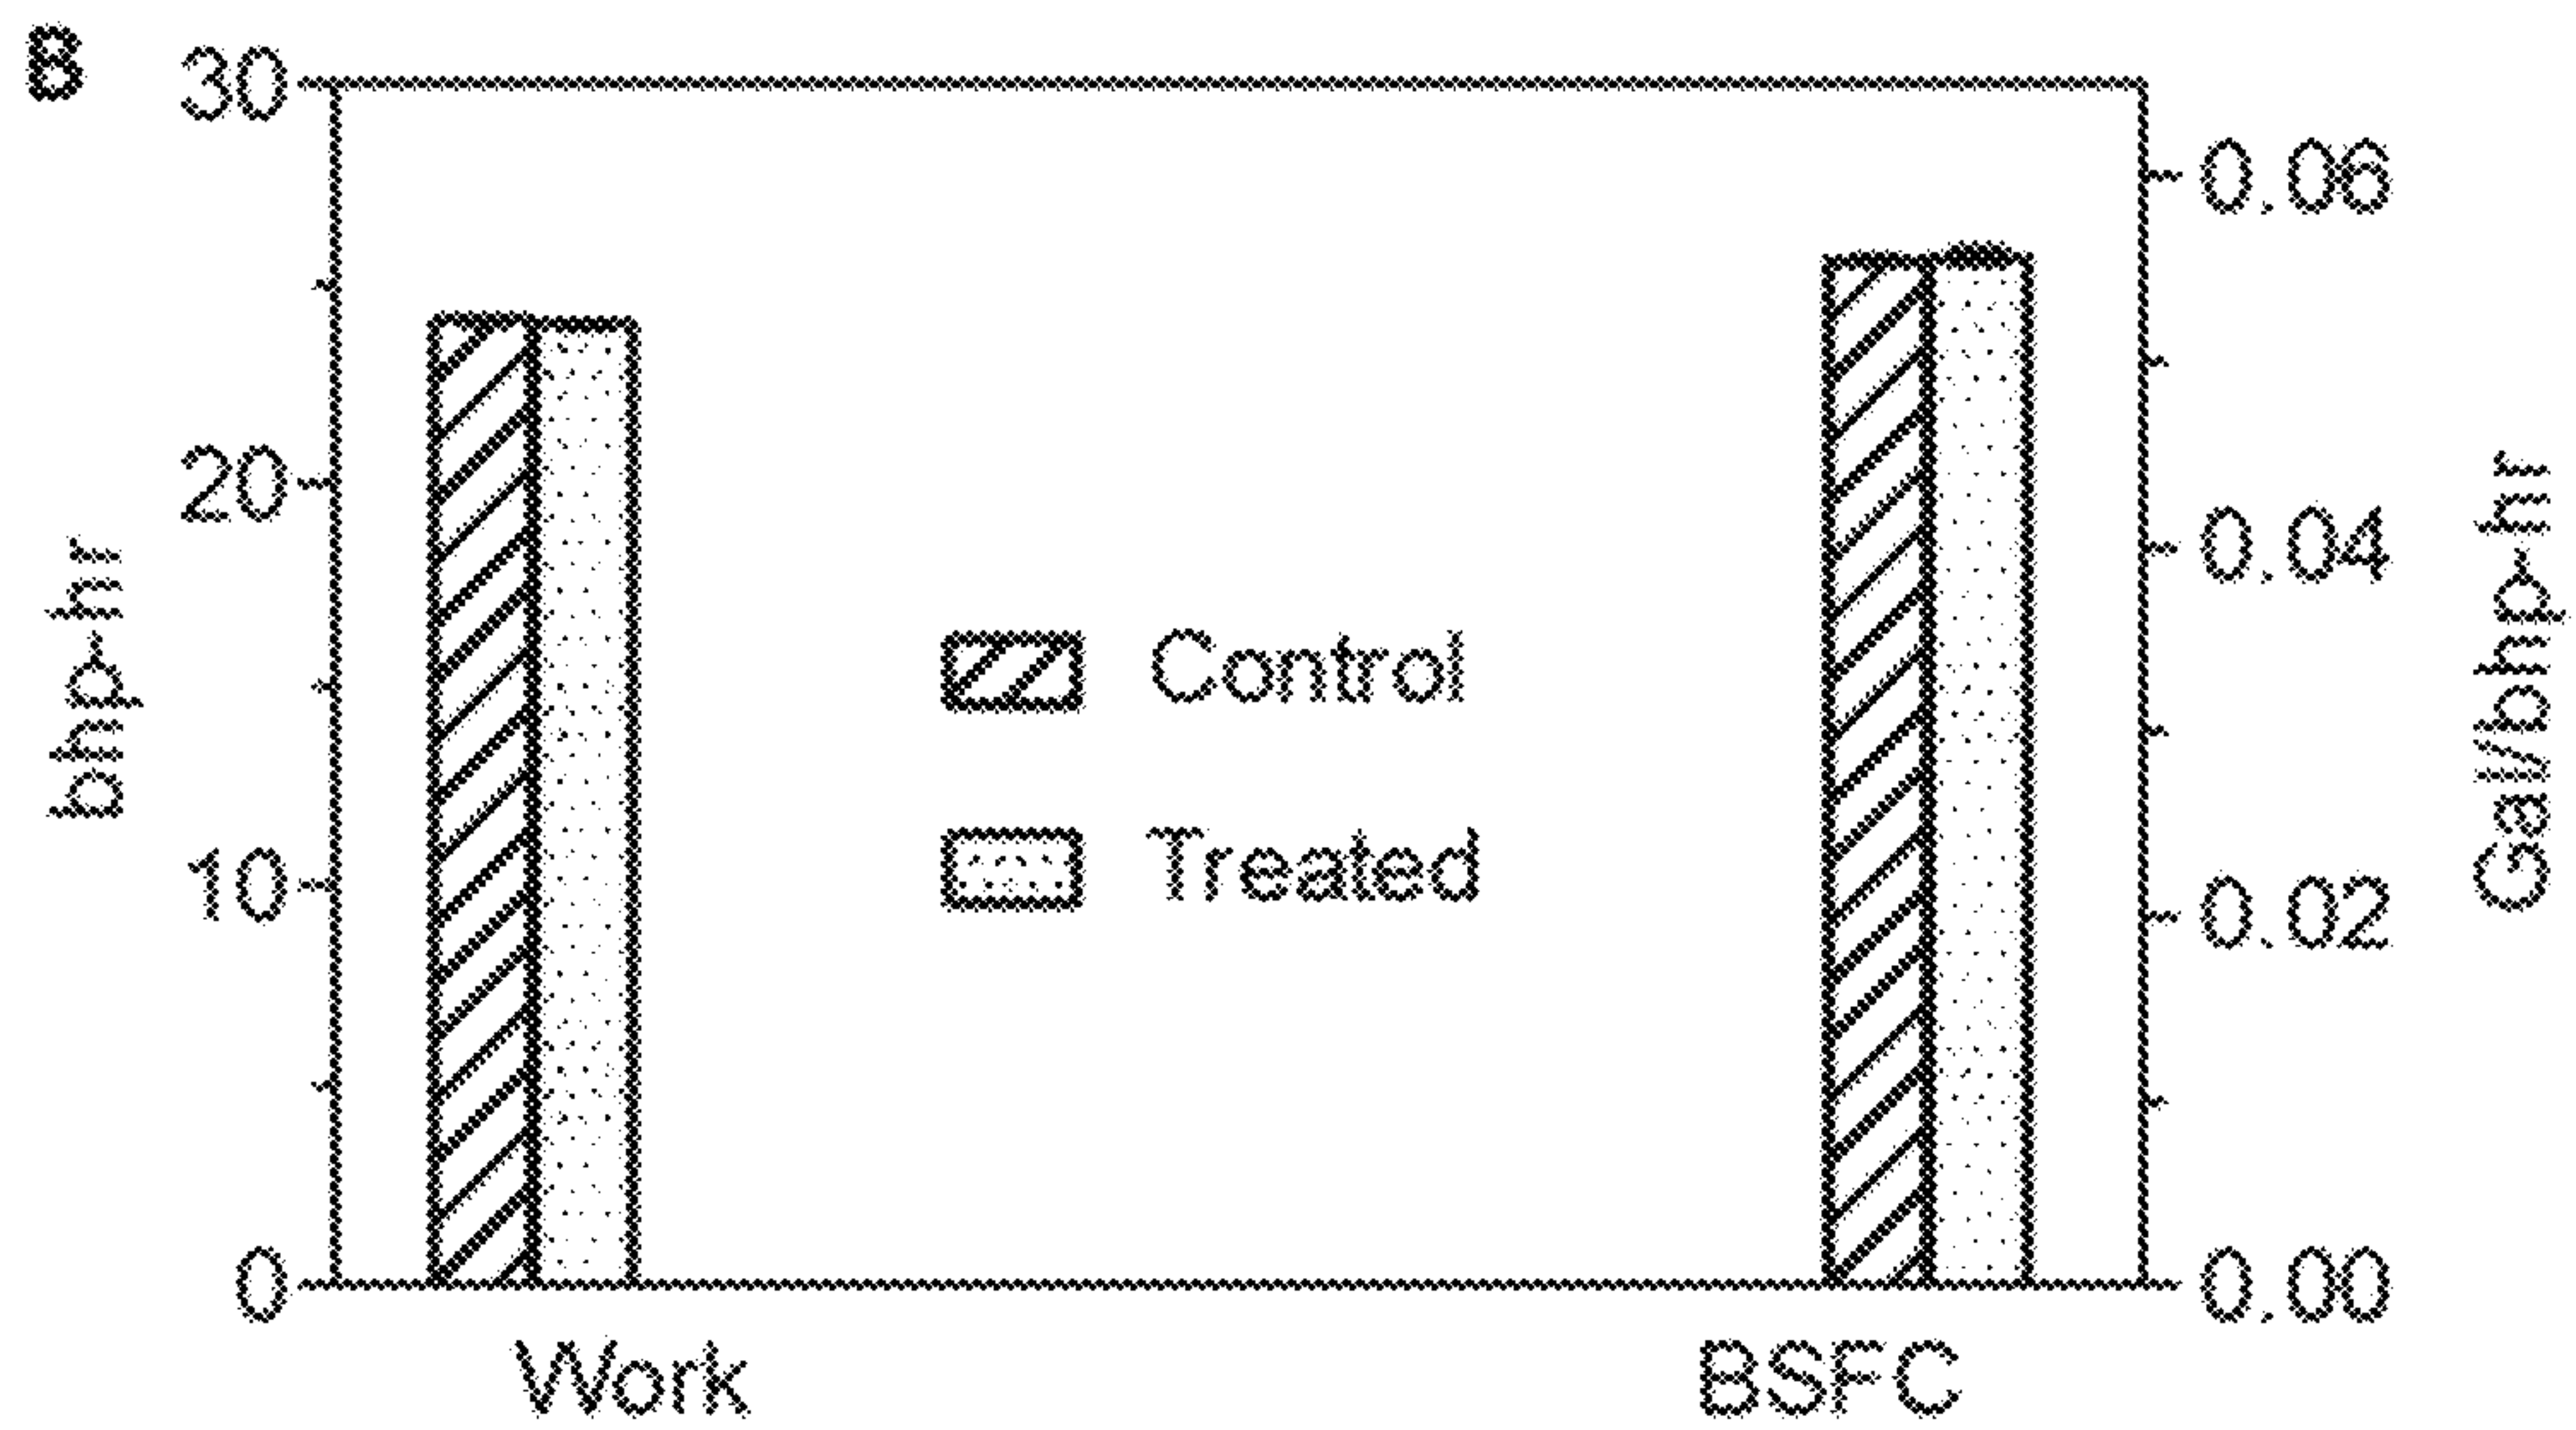 B
30
20
10
0
bhp-hr
Control
Treated
0.06
0.04
0.02
0.00
Gal/bhp-hr
Work
BSFC